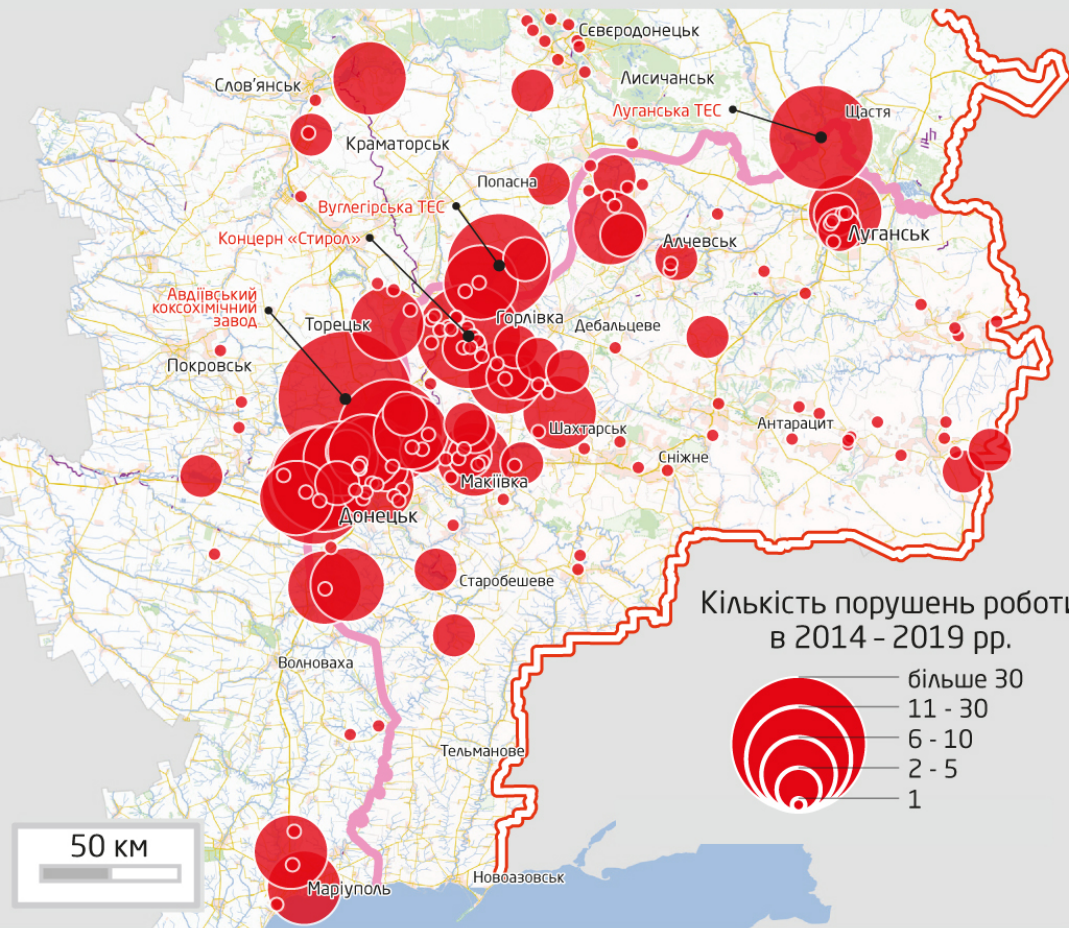 Сєвєродонецьк
Слов'янськ
Лисичанськ
Луганська ТЕС
Щастя
Краматорськ
Попасна
Вуглегірська ТЕС
Концерн «Стирол»
Алчевськ
Луганськ
Авдіївський
коксохімічний
завод
Торецьк
Горлівка
Дебальцеве
Покровськ
Шахтарськ
Антрацит
Сніжне
Макіївка
Донецьк
Старобешеве
Кількість порушень роботи
в 2014 – 2019 рр.
Волноваха
більше 30
11 - 30
6 - 10
2 - 5
1
Тельманове
50 км
Маріуполь
Новоазовськ